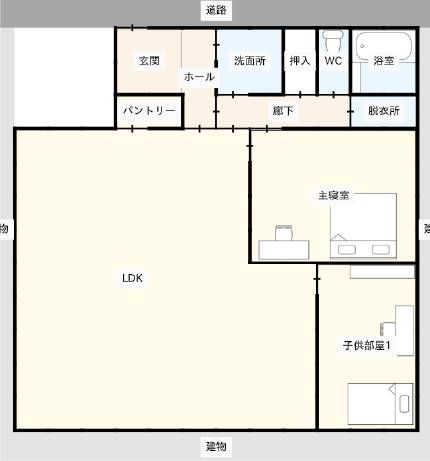 道路
玄関
洗面所
押入
WC
浴室
ホール
パントリー
廊下
脱衣所
主寝室
物
建
LDK
子供部屋1
建物